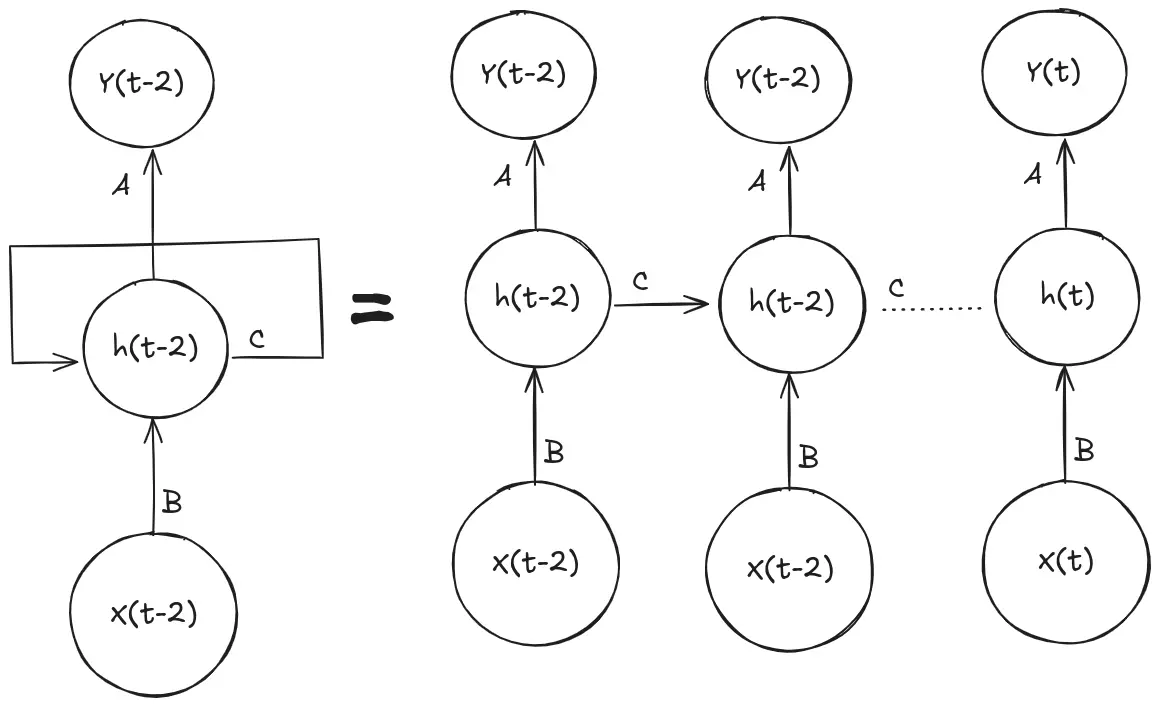 Y(t-2)
A
h(t-2)
C
B
x(t-2)
=
Y(t-2)
Y(t-2)
Y(t)
A
A
A
h(t-2)
C
h(t-2)
C
h(t)
B
B
B
x(t-2)
x(t-2)
x(t)